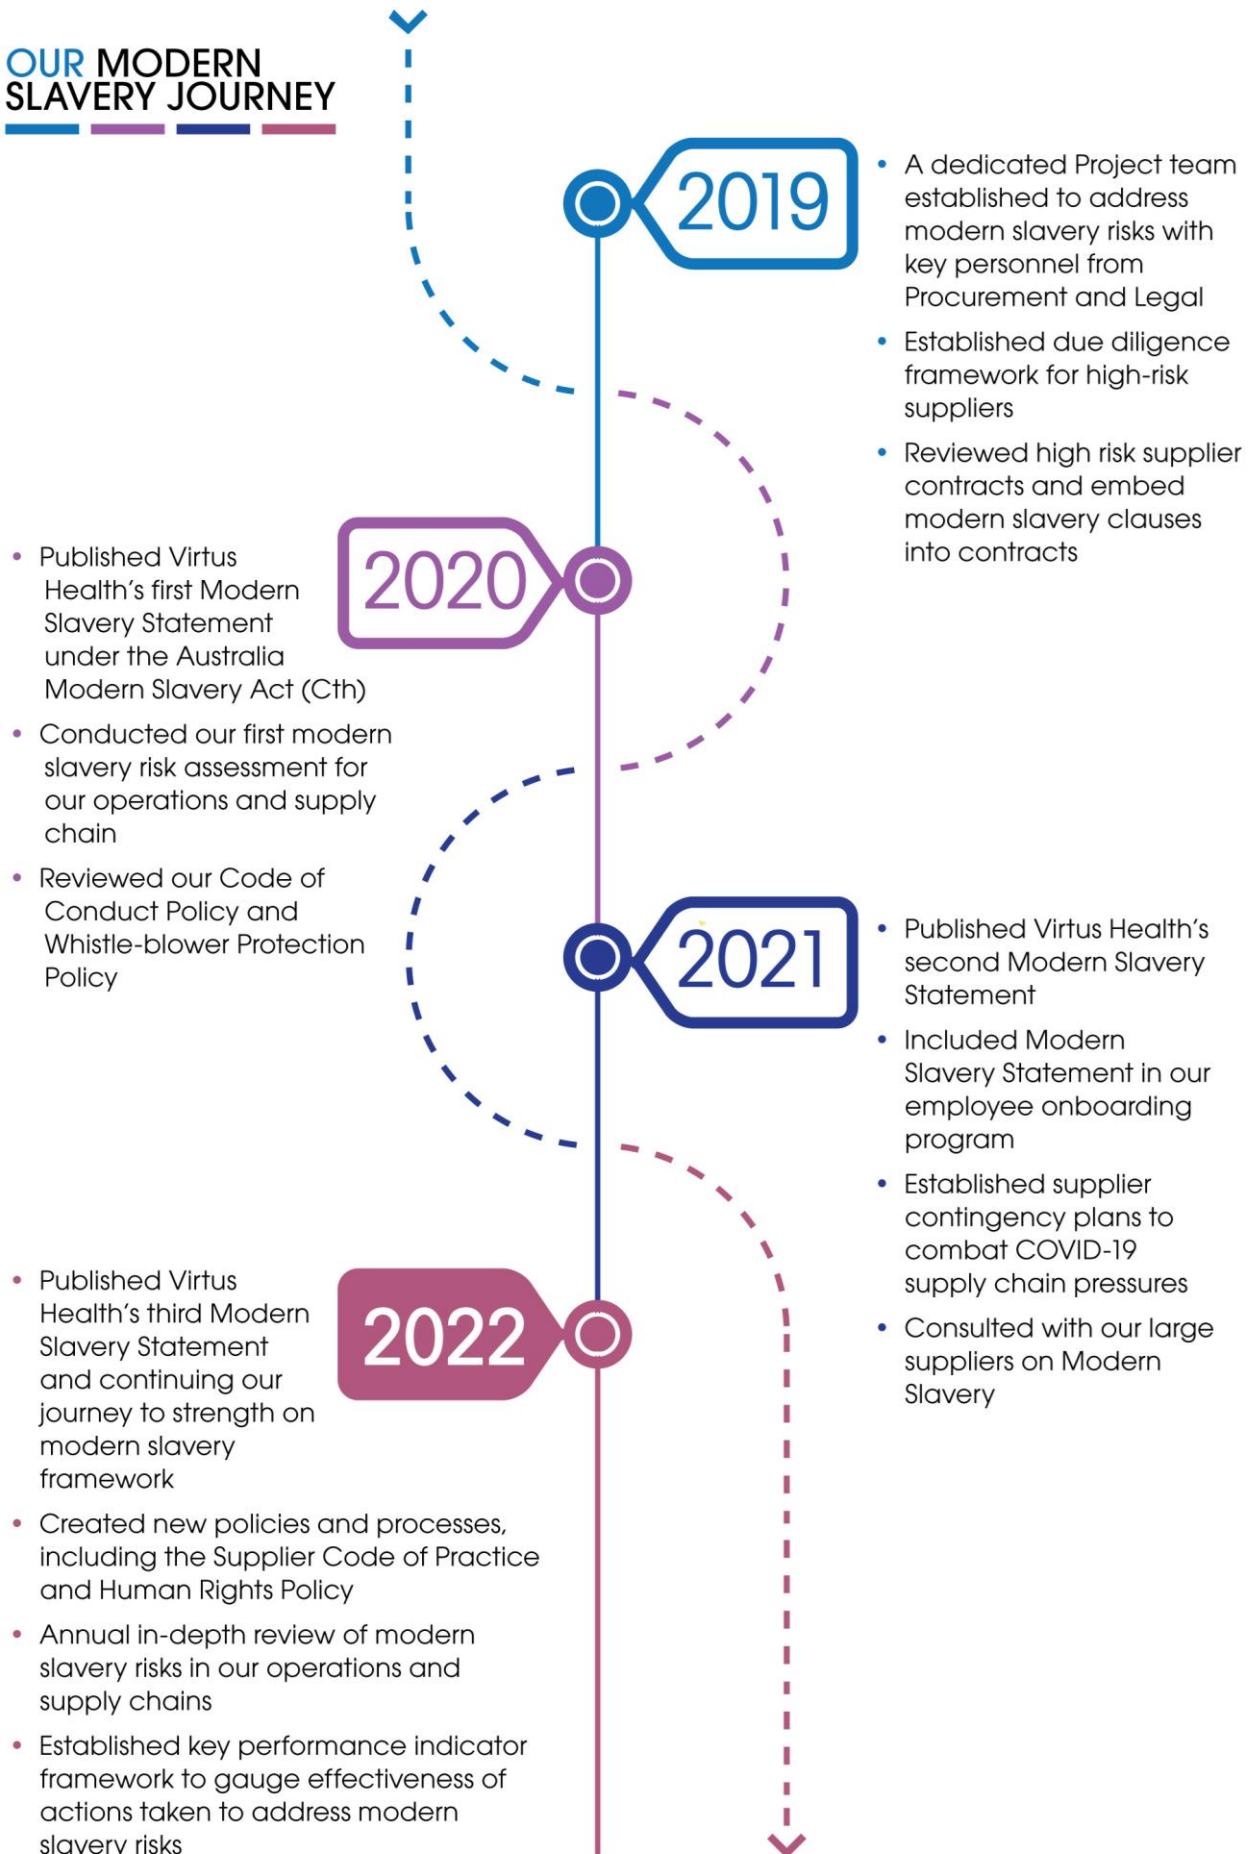 OUR MODERN
SLAVERY JOURNEY
2019
• A dedicated Project team
established to address
modern slavery risks with
key personnel from
Procurement and Legal
• Established due diligence
framework for high-risk
suppliers
• Reviewed high risk supplier
contracts and embed
modern slavery clauses
into contracts
2020
• Published Virtus
Health's first Modern
Slavery Statement
under the Australia
Modern Slavery Act (Cth)
• Conducted our first modern
slavery risk assessment for
our operations and supply
chain
• Reviewed our Code of
Conduct Policy and
Whistle-blower Protection
Policy
2021
• Published Virtus Health's
second Modern Slavery
Statement
• Included Modern
Slavery Statement in our
employee onboarding
program
• Established supplier
contingency plans to
combat COVID-19
supply chain pressures
• Consulted with our large
suppliers on Modern
Slavery
2022
• Published Virtus
Health's third Modern
Slavery Statement
and continuing our
journey to strength on
modern slavery
framework
• Created new policies and processes,
including the Supplier Code of Practice
and Human Rights Policy
• Annual in-depth review of modern
slavery risks in our operations and
supply chains
• Established key performance indicator
framework to gauge effectiveness of
actions taken to address modern
slavery risks